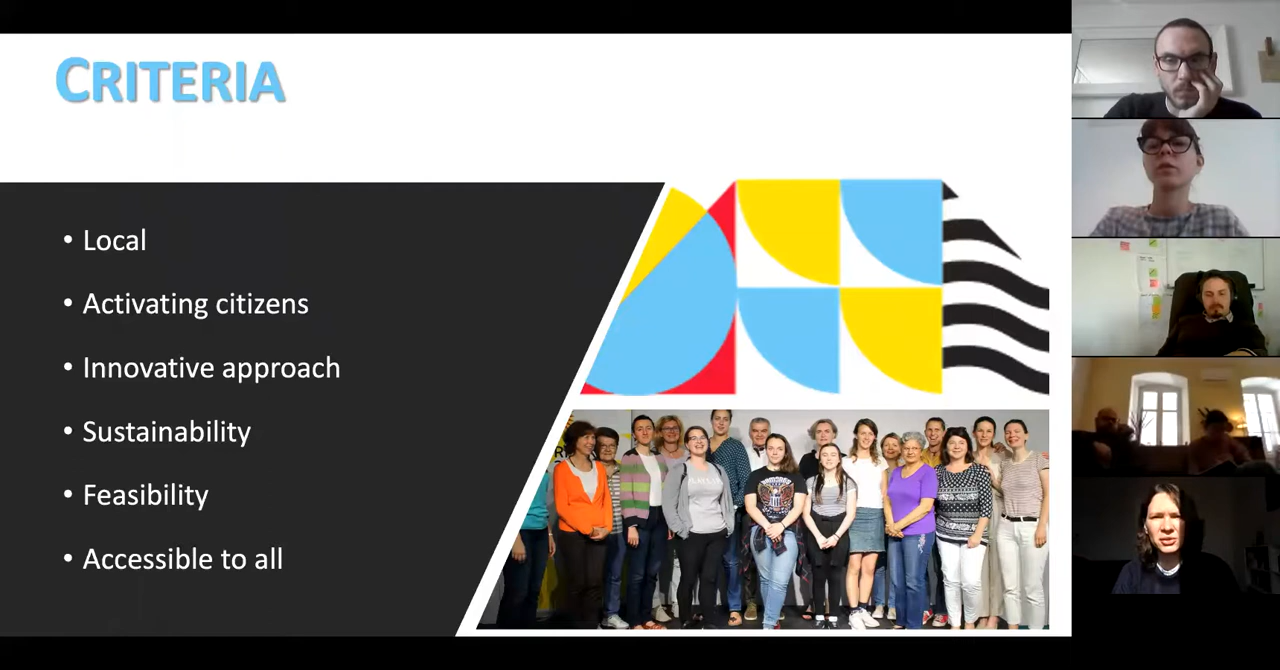 CRITERIA
• Local
• Activating citizens
• Innovative approach
• Sustainability
• Feasibility
• Accessible to all